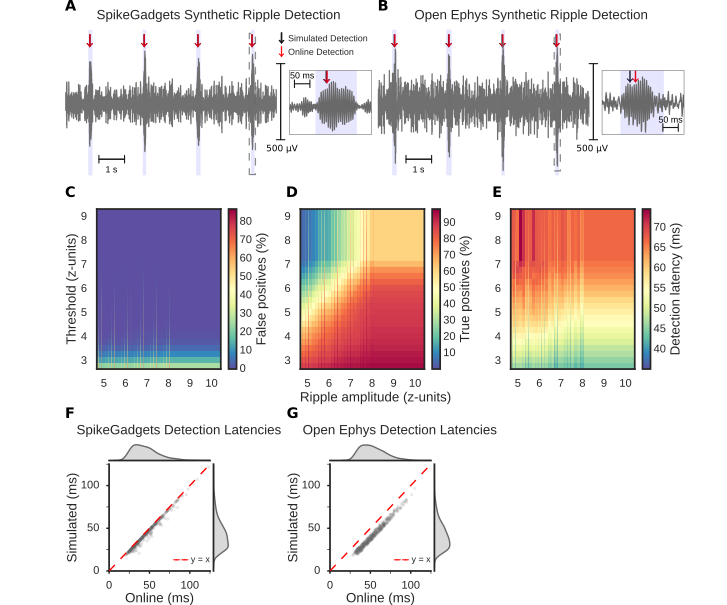 A
SpikeGadgets Synthetic Ripple Detection
Simulated Detection
Online Detection
50 ms
500 µV
1 s
B
Open Ephys Synthetic Ripple Detection
50 ms
500 µV
1 s
C
Threshold (z-units)
9
8
7
6
5
4
3
5 6 7 8 9 10
False positives (%)
80
70
60
50
40
30
20
10
0
D
9
8
7
6
5
4
3
5 6 7 8 9 10
Ripple amplitude (z-units)
True positives (%)
90
80
70
60
50
40
30
20
10
E
9
8
7
6
5
4
3
5 6 7 8 9 10
Detection latency (ms)
70
65
60
55
50
45
40
F
SpikeGadgets Detection Latencies
Simulated (ms)
100
50
0
0 50 100
Online (ms)
y = x
G
Open Ephys Detection Latencies
Simulated (ms)
100
50
0
0 50 100
Online (ms)
y = x